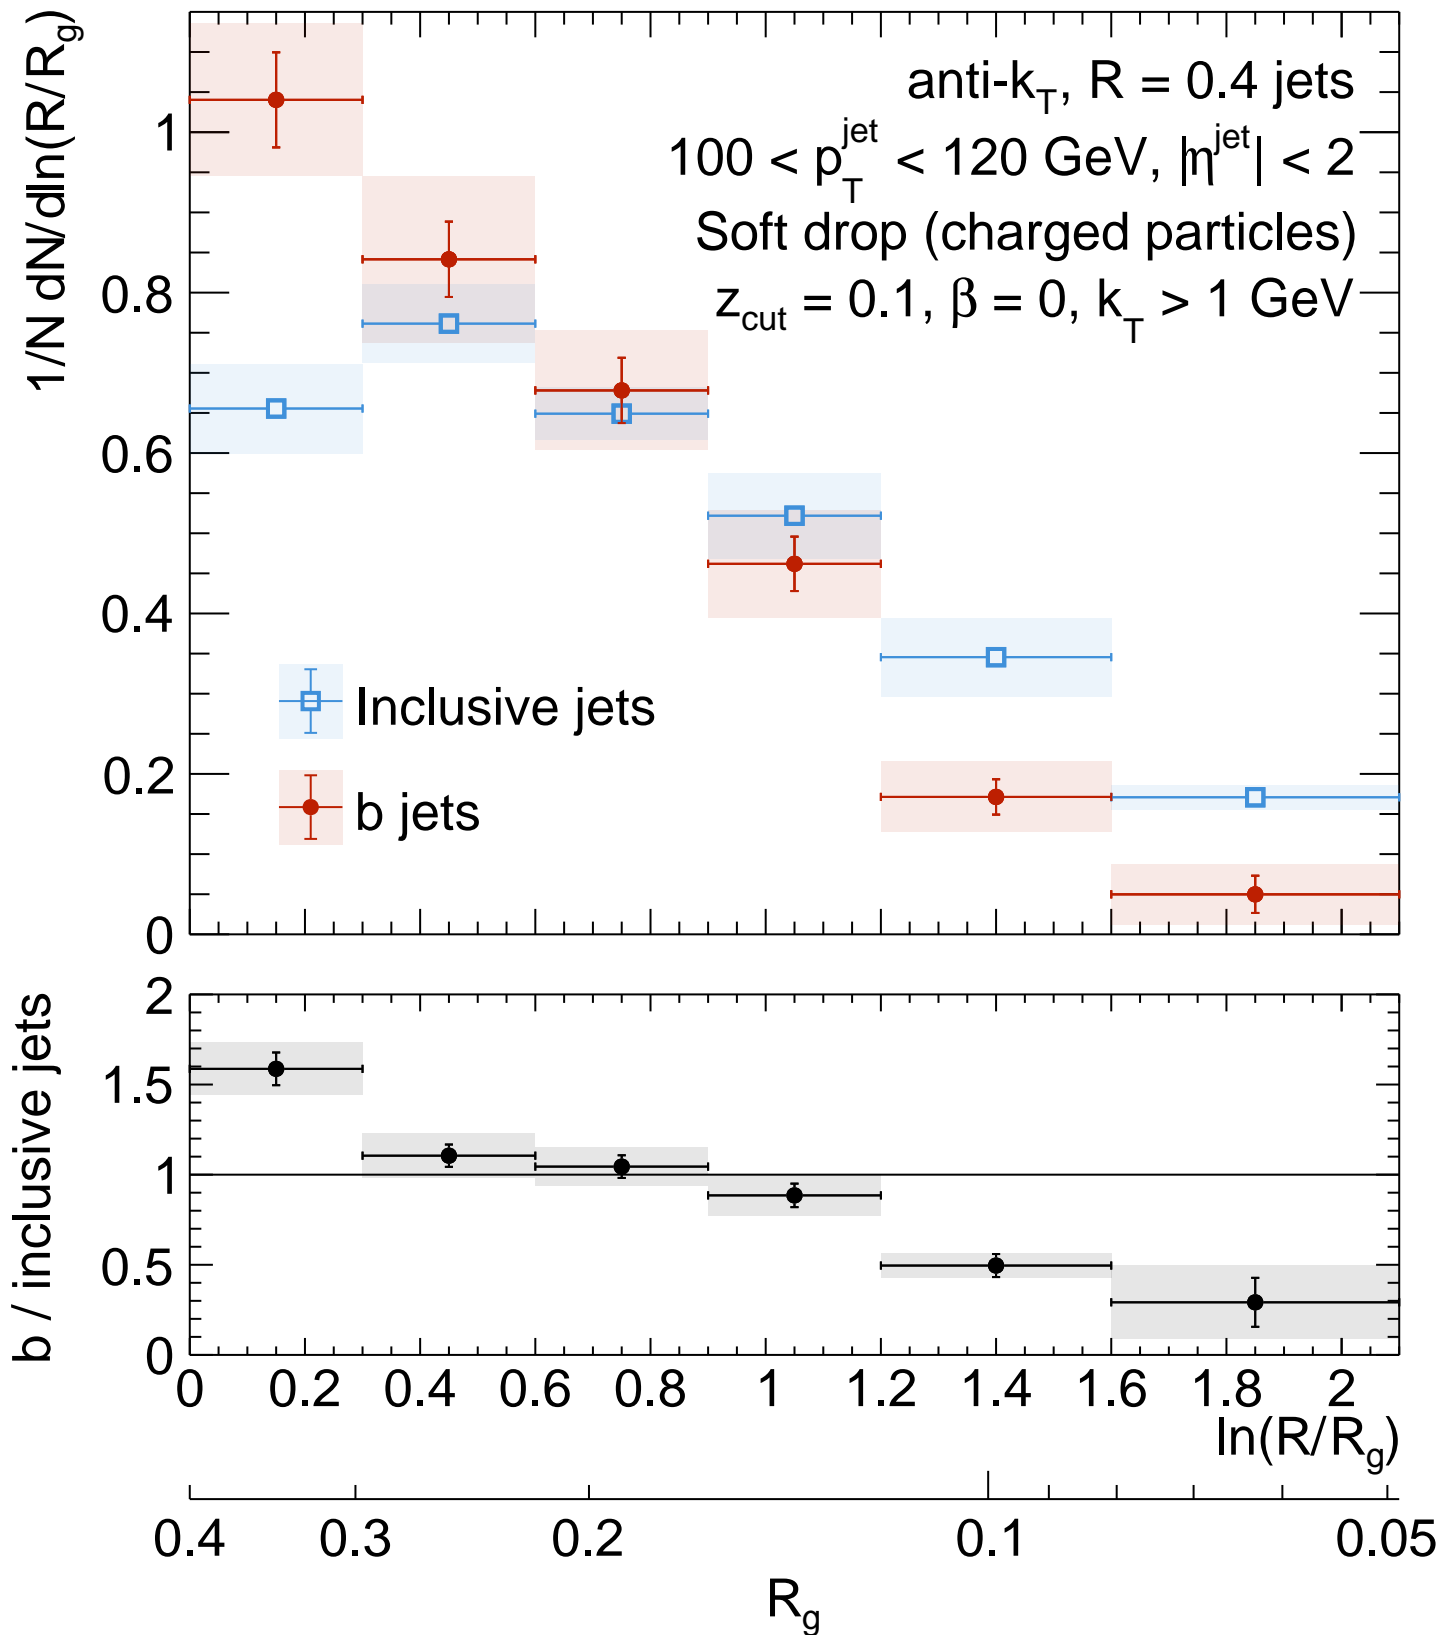 1/N dN/dln(R/R_g)
anti-k_T, R = 0.4 jets
100 < p_T^jet < 120 GeV, |η^jet| < 2
Soft drop (charged particles)
z_cut = 0.1, β = 0, k_T > 1 GeV
1
0.8
0.6
0.4
0.2
0
Inclusive jets
b jets
b / inclusive jets
2
1.5
1
0.5
0
0 0.2 0.4 0.6 0.8 1 1.2 1.4 1.6 1.8 2
ln(R/R_g)
0.4 0.3 0.2 0.1 0.05
R_g